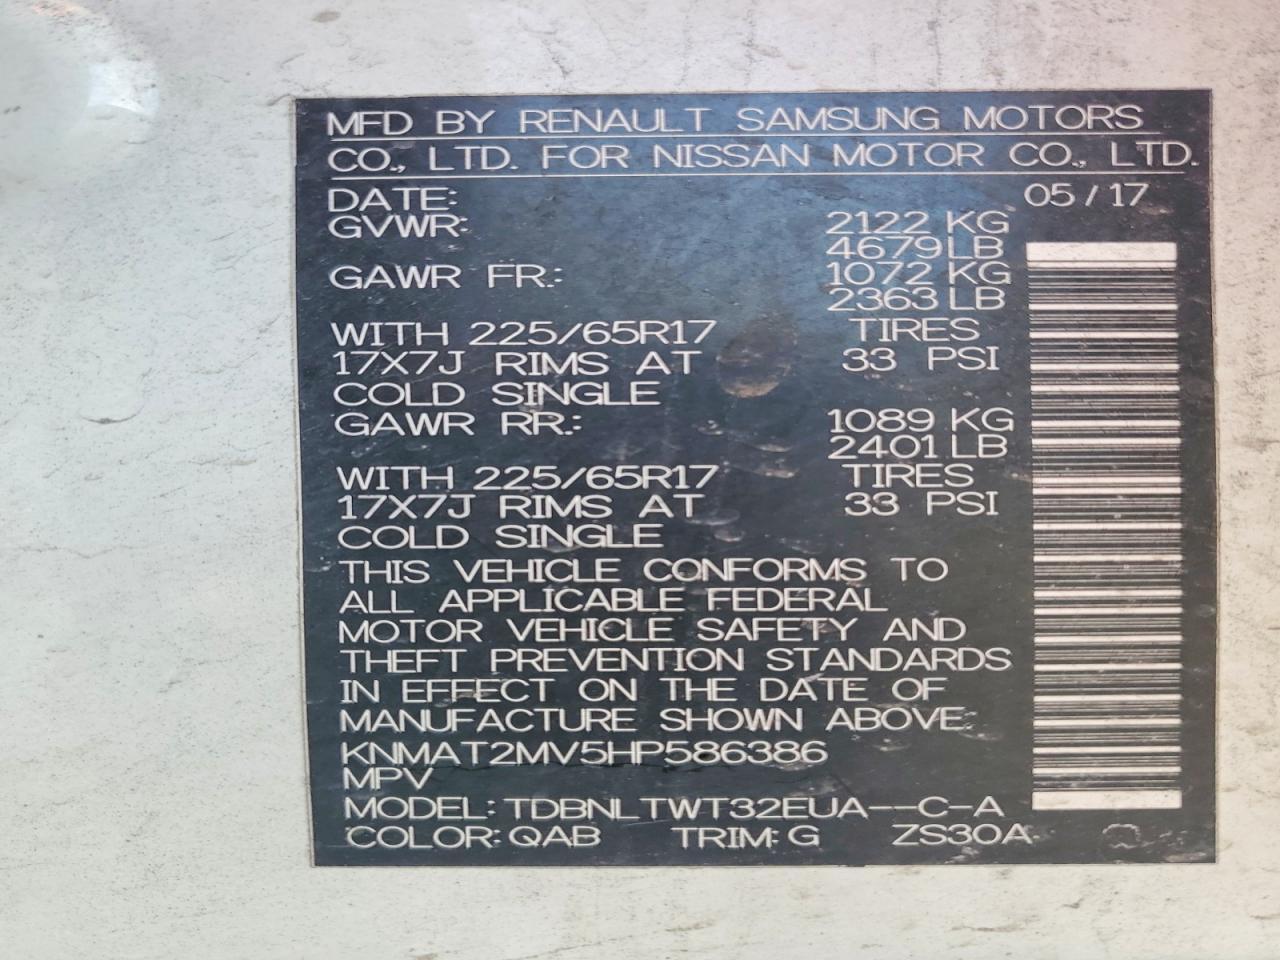 MFD BY RENAULT SAMSUNG MOTORS
CO., LTD. FOR NISSAN MOTOR CO., LTD.
DATE: 05 / 17
GVWR: 2122 KG
4679 LB
GAWR FR.: 1072 KG
2363 LB
WITH 225/65R17 TIRES
17X7J RIMS AT 33 PSI
COLD SINGLE
GAWR RR.: 1089 KG
2401 LB
WITH 225/65R17 TIRES
17X7J RIMS AT 33 PSI
COLD SINGLE
THIS VEHICLE CONFORMS TO
ALL APPLICABLE FEDERAL
MOTOR VEHICLE SAFETY AND
THEFT PREVENTION STANDARDS
IN EFFECT ON THE DATE OF
MANUFACTURE SHOWN ABOVE.
KNMAT2MV5HP586386
MPV
MODEL: TDBNLTWT32EUA--C-A
COLOR: QAB TRIM: G ZS30A